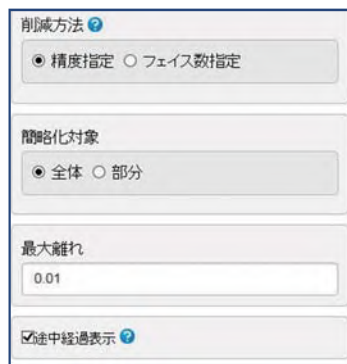 削減方法 ?
精度指定 フェイス数指定
簡略化対象
全体 部分
最大離れ
0.01
途中経過表示 ?